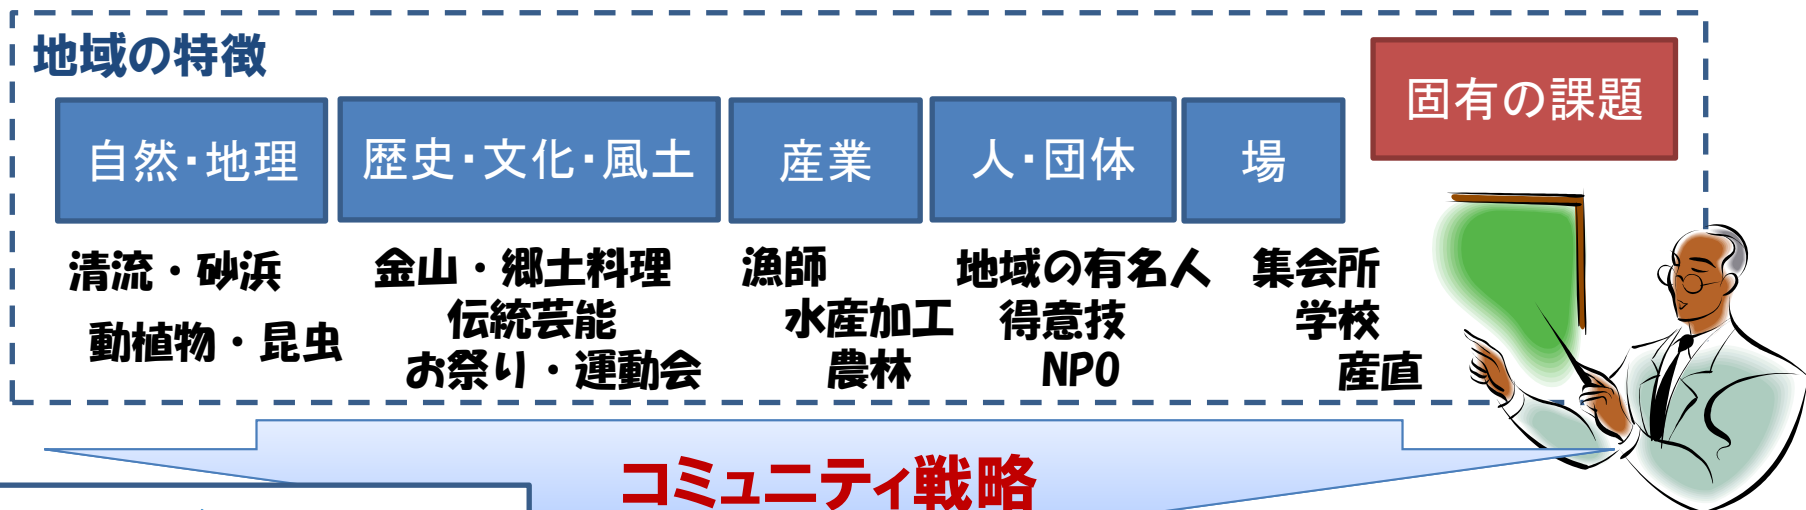 地域の特徴
固有の課題
自然・地理
歴史・文化・風土
産業
人・団体
場
清流・砂浜
動植物・昆虫
金山・郷土料理
伝統芸能
お祭り・運動会
漁師
水産加工
農林
地域の有名人
得意技
NPO
集会所
学校
産直
コミュニティ戦略